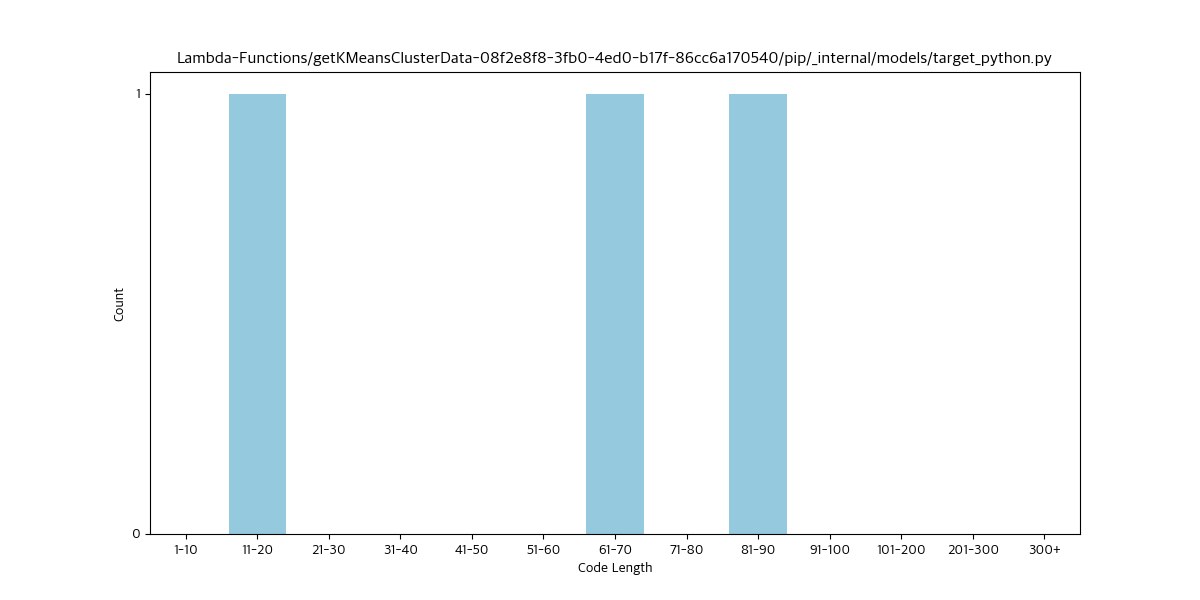 Lambda-Functions/getKMeansClusterData-08f2e8f8-3fb0-4ed0-b17f-86cc6a170540/pip/_internal/models/target_python.py
1
Count
0
1-10 11-20 21-30 31-40 41-50 51-60 61-70 71-80 81-90 91-100 101-200 201-300 300+
Code Length